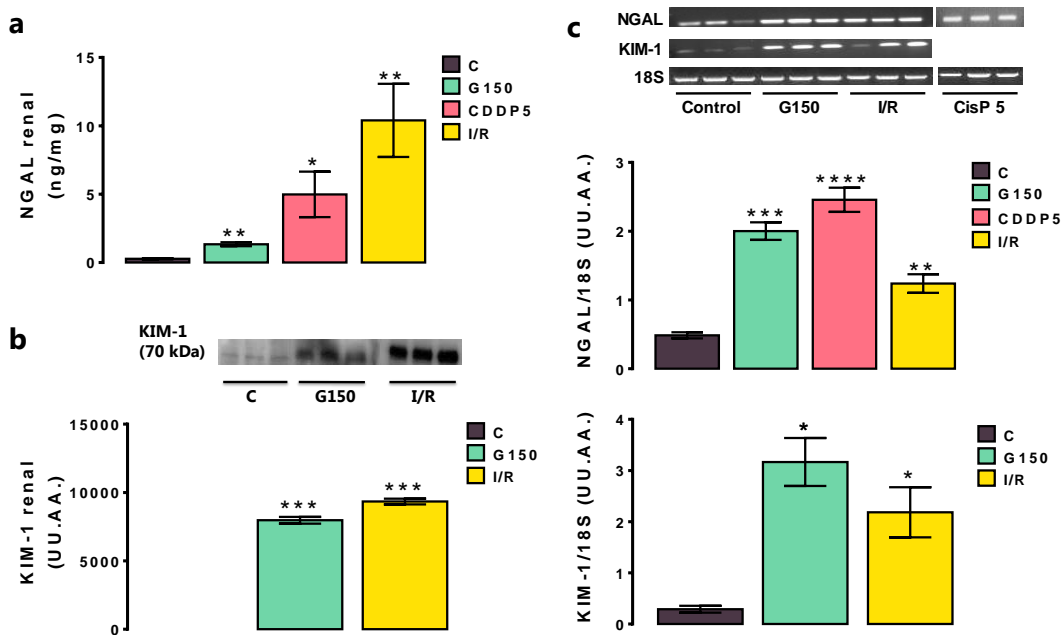 a
NGAL renal
(ng/mg)
15
10
5
0
**
*
**
C
G150
CDDP5
I/R
b
KIM-1
(70 kDa)
C G150 I/R
KIM-1 renal
(UU.AA.)
15000
10000
5000
0
***
***
C
G150
I/R
c
NGAL
KIM-1
18S
Control G150 I/R CisP 5
NGAL/18S (UU.AA.)
3
2
1
0
***
****
**
C
G150
CDDP5
I/R
KIM-1/18S (UU.AA.)
4
3
2
1
0
*
*
C
G150
I/R